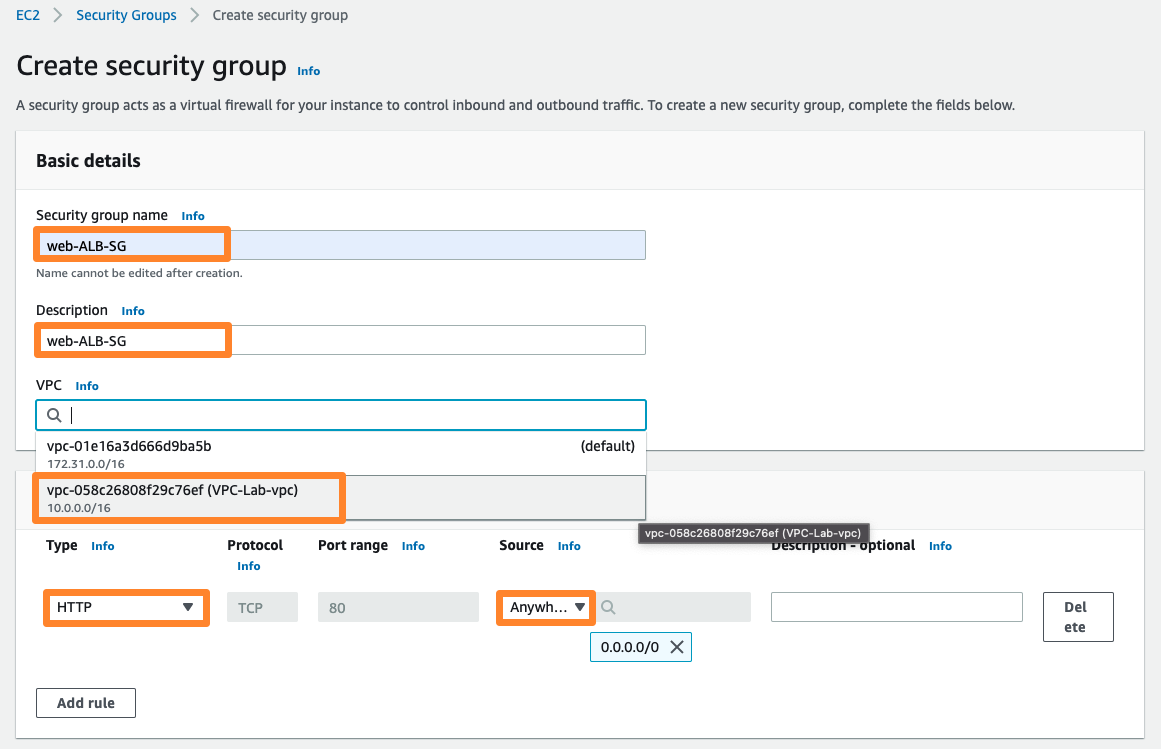 EC2 > Security Groups > Create security group
Create security group Info
A security group acts as a virtual firewall for your instance to control inbound and outbound traffic. To create a new security group, complete the fields below.
Basic details
Security group name Info
web-ALB-SG
Name cannot be edited after creation.
Description Info
web-ALB-SG
VPC Info
vpc-01e16a3d666d9ba5b (default)
172.31.0.0/16
vpc-058c26808f29c76ef (VPC-Lab-vpc)
10.0.0.0/16
vpc-058c26808f29c76ef (VPC-Lab-vpc)
Type Info Protocol Info Port range Info Source Info Description - optional Info
HTTP TCP 80 Anywh... Del
ete
0.0.0.0/0
Add rule